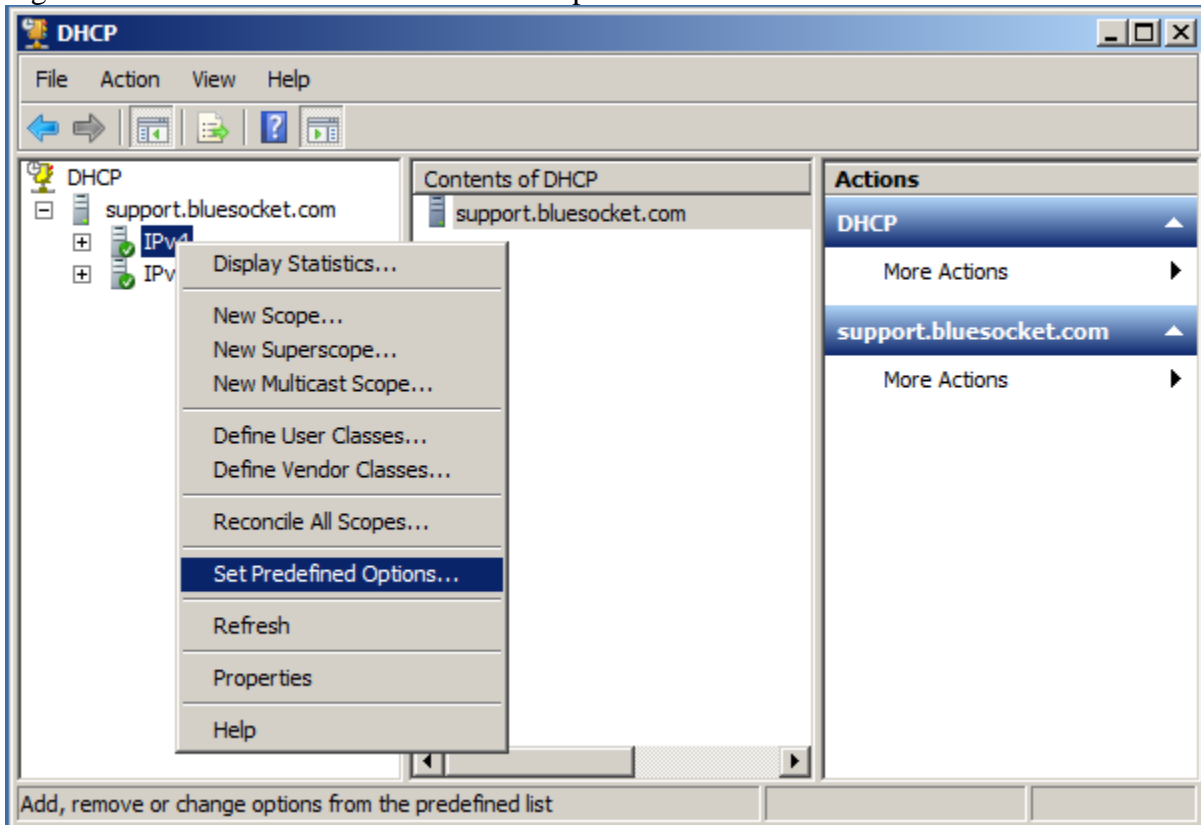 DHCP
File Action View Help
DHCP
support.bluesocket.com
IPv4
IPv
Display Statistics...
New Scope...
New Superscope...
New Multicast Scope...
Define User Classes...
Define Vendor Classes...
Reconcile All Scopes...
Set Predefined Options...
Refresh
Properties
Help
Contents of DHCP
support.bluesocket.com
Actions
DHCP
More Actions
support.bluesocket.com
More Actions
Add, remove or change options from the predefined list